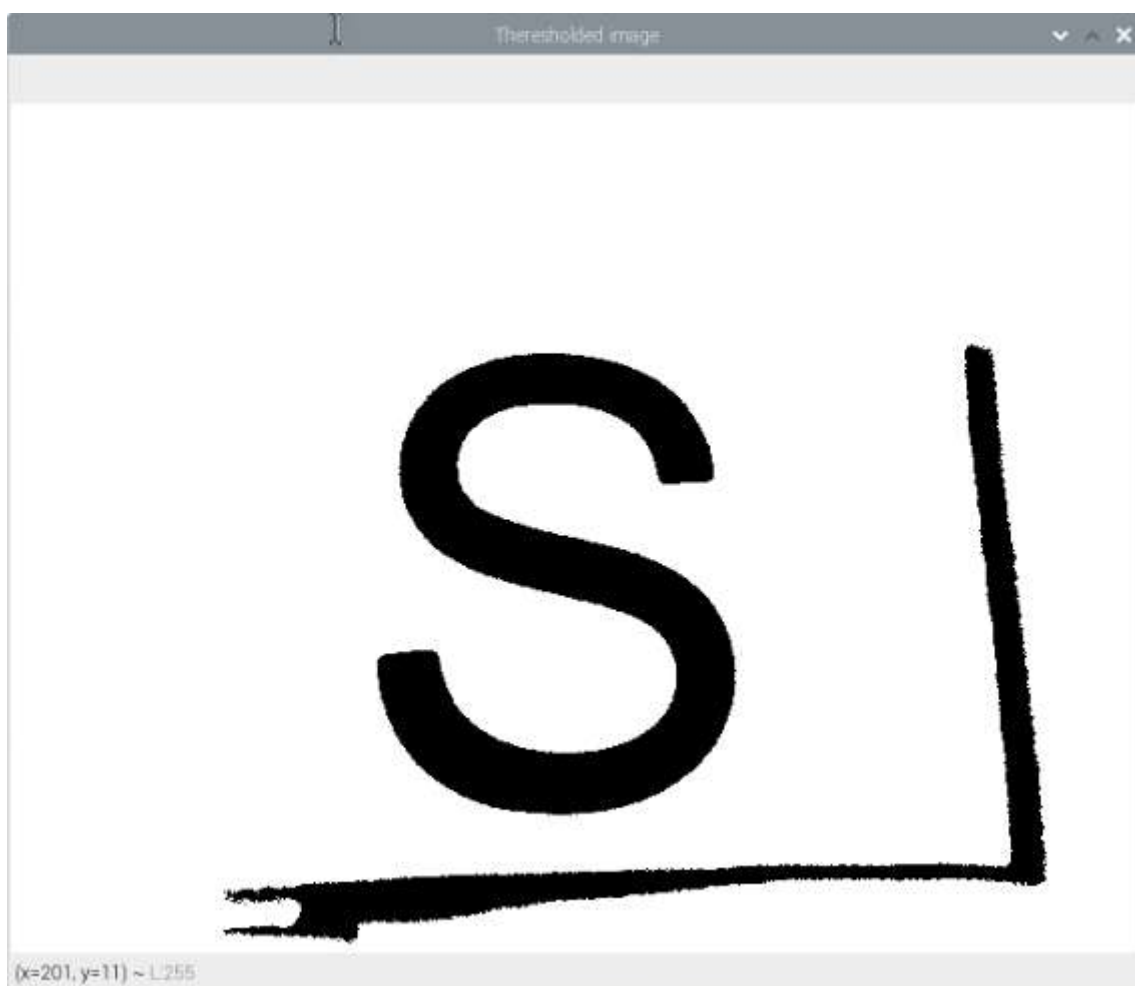 Theresholded image
S
(x=201, y=11) ~ L:255